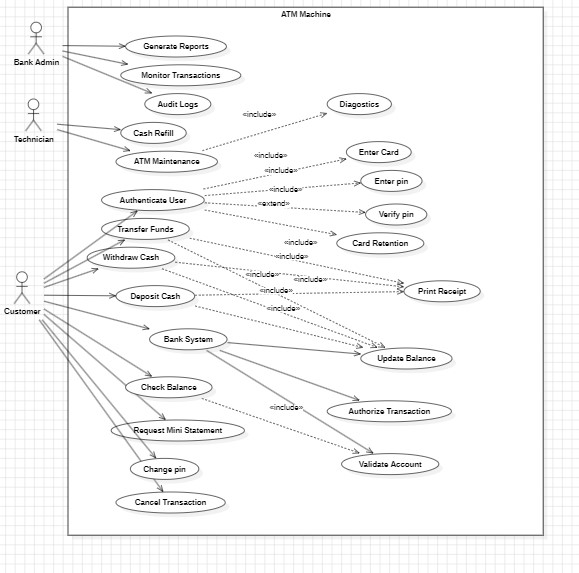 ATM Machine
Generate Reports
Bank Admin
Monitor Transactions
Audit Logs
Diagostics
«include»
Technician
Cash Refill
«include»
Enter Card
ATM Maintenance
«include»
Enter pin
«include»
Authenticate User
«extend»
Verify pin
Transfer Funds
«include»
Card Retention
Withdraw Cash
«include»
«include»
«include»
Print Receipt
Customer
Deposit Cash
«include»
«include»
Bank System
Update Balance
Check Balance
«include»
Authorize Transaction
Request Mini Statement
Validate Account
Change pin
Cancel Transaction